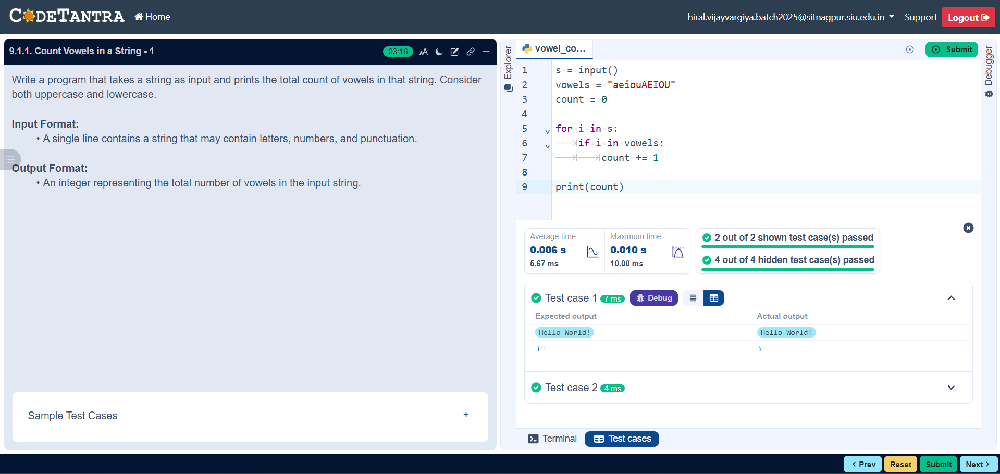 CODETANTRA Home hiral.vijayvargiya.batch2025@sitnagpur.siu.edu.in Support Logout
9.1.1. Count Vowels in a String - 1 03:16 AA
Write a program that takes a string as input and prints the total count of vowels in that string. Consider
both uppercase and lowercase.
Input Format:
• A single line contains a string that may contain letters, numbers, and punctuation.
Output Format:
• An integer representing the total number of vowels in the input string.
Sample Test Cases +
Explorer
vowel_co...
Submit
Debugger
1 s = input()
2 vowels = "aeiouAEIOU"
3 count = 0
4
5 for i in s:
6 if i in vowels:
7 count += 1
8
9 print(count)
Average time
0.006 s
5.67 ms
Maximum time
0.010 s
10.00 ms
2 out of 2 shown test case(s) passed
4 out of 4 hidden test case(s) passed
Test case 1 7 ms Debug
Expected output Actual output
Hello World! Hello World!
3 3
Test case 2 4 ms
Terminal Test cases
< Prev Reset Submit Next >